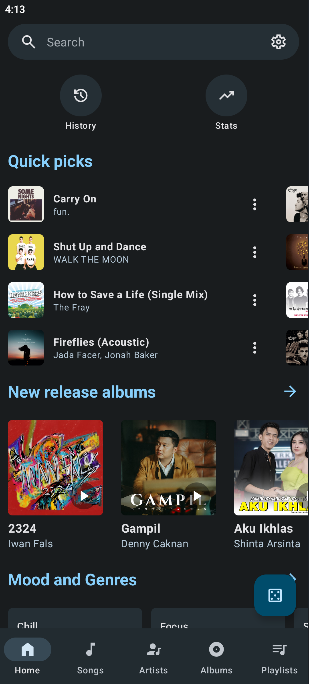 4:13
Search
History
Stats
Quick picks
SOME
NIGHTS
Carry On
fun.
Shut Up and Dance
WALK THE MOON
How to Save a Life (Single Mix)
The Fray
Fireflies (Acoustic)
Jada Facer, Jonah Baker
New release albums
GAMPIL
AKU IKHL
2324
Iwan Fals
Gampil
Denny Caknan
Aku Ikhlas
Shinta Arsinta
Mood and Genres
Chill
Focus
S
Home
Songs
Artists
Albums
Playlists